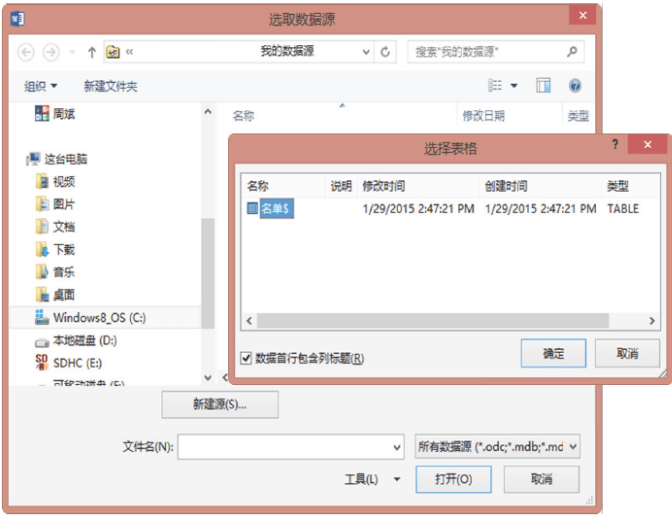 选取数据源
«
我的数据源
搜索"我的数据源"
组织
新建文件夹
周斌
名称
修改日期
类型
这台电脑
视频
图片
文档
下载
音乐
桌面
Windows8_OS (C:)
本地磁盘 (D:)
SDHC (E:)
可移动磁盘 (F:)
选择表格
?
名称 说明 修改时间 创建时间 类型
名单$ 1/29/2015 2:47:21 PM 1/29/2015 2:47:21 PM TABLE
数据首行包含列标题(R)
确定
取消
新建源(S)...
文件名(N):
所有数据源 (*.odc;*.mdb;*.md
工具(L)
打开(O)
取消